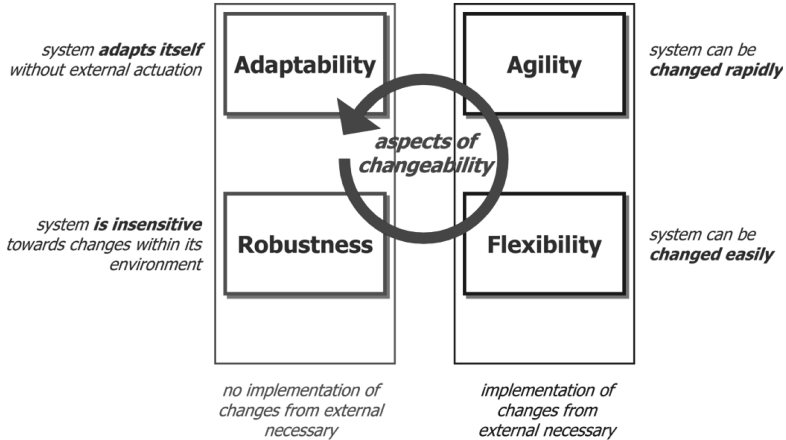 system adapts itself
without external actuation
Adaptability
Agility
system can be
changed rapidly
aspects of
changeability
system is insensitive
towards changes within its
environment
Robustness
Flexibility
system can be
changed easily
no implementation of
changes from external
necessary
implementation of
changes from
external necessary